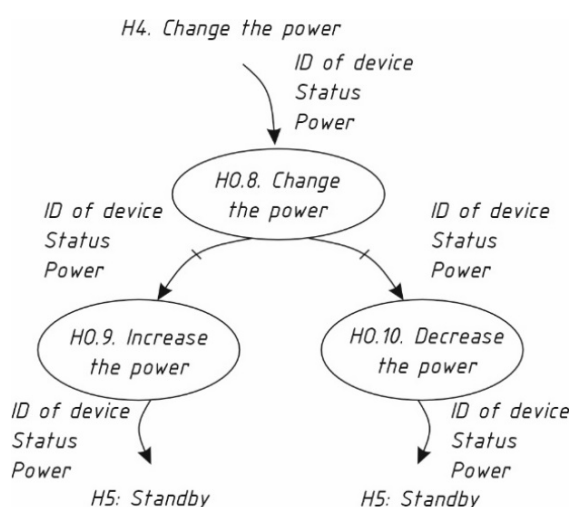 H4. Change the power
ID of device
Status
Power
H0.8. Change
the power
ID of device
Status
Power
ID of device
Status
Power
H0.9. Increase
the power
H0.10. Decrease
the power
ID of device
Status
Power
ID of device
Status
Power
H5: Standby
H5: Standby